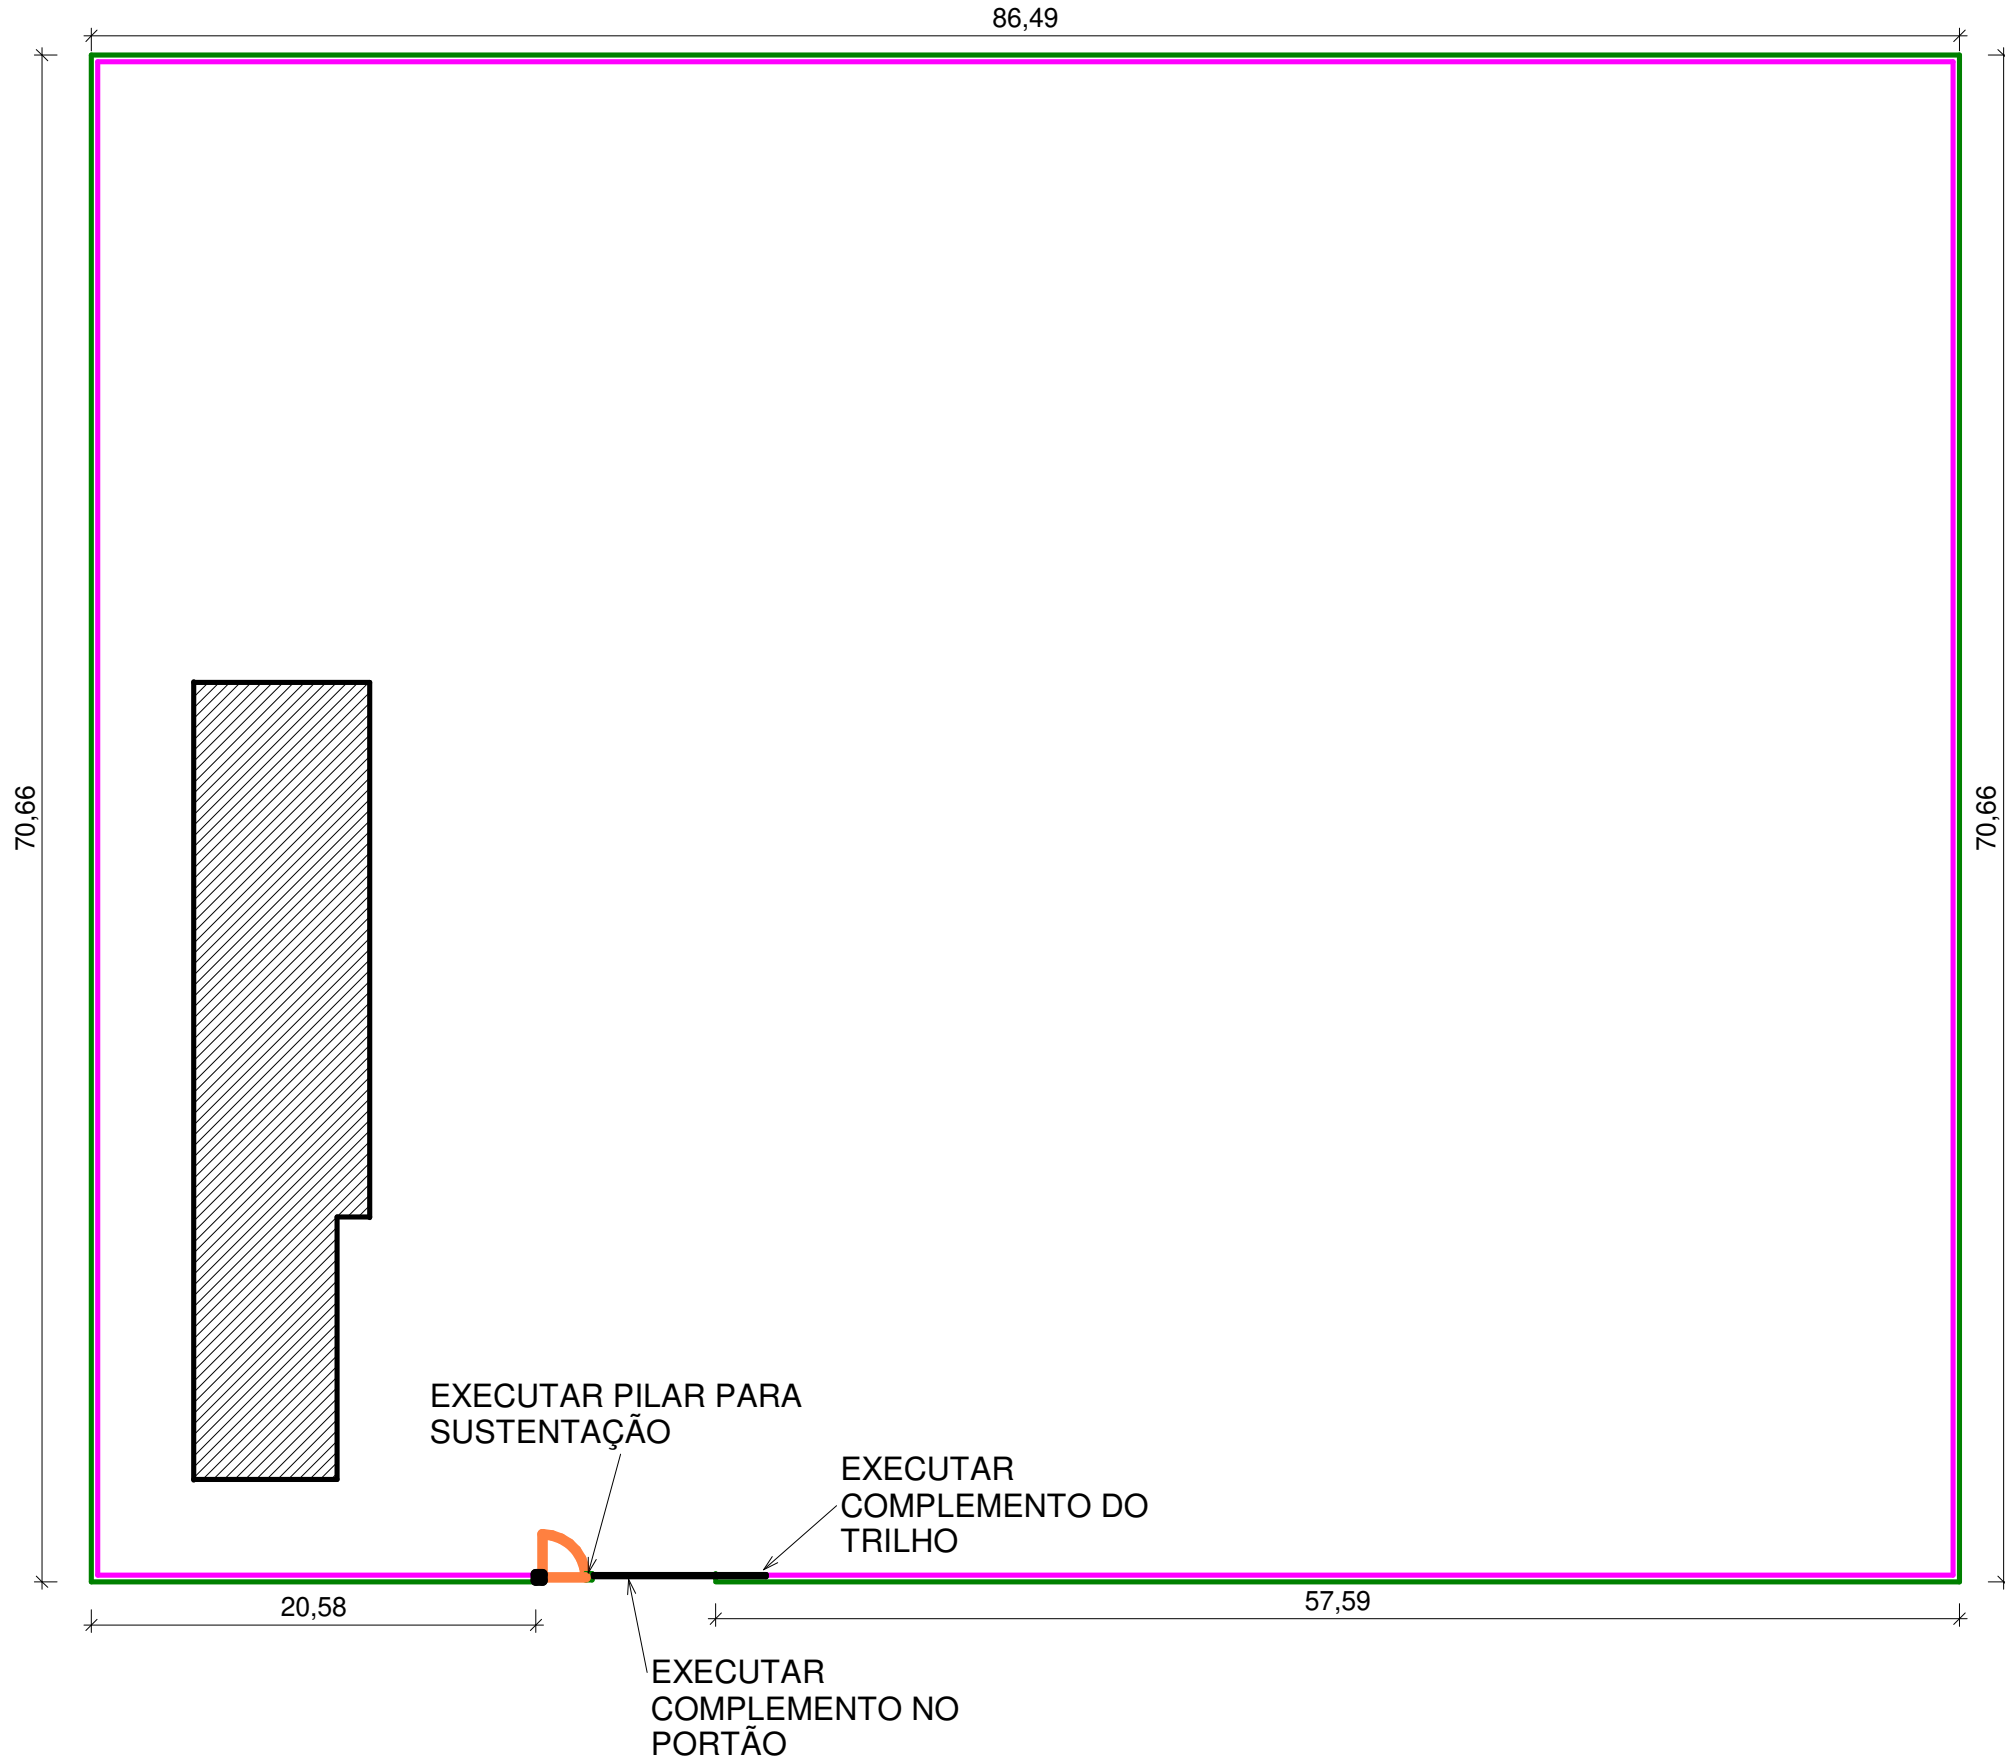 86,49
70,66
70,66
EXECUTAR PILAR PARA
SUSTENTAÇÃO
EXECUTAR
COMPLEMENTO DO
TRILHO
20,58
57,59
EXECUTAR
COMPLEMENTO NO
PORTÃO